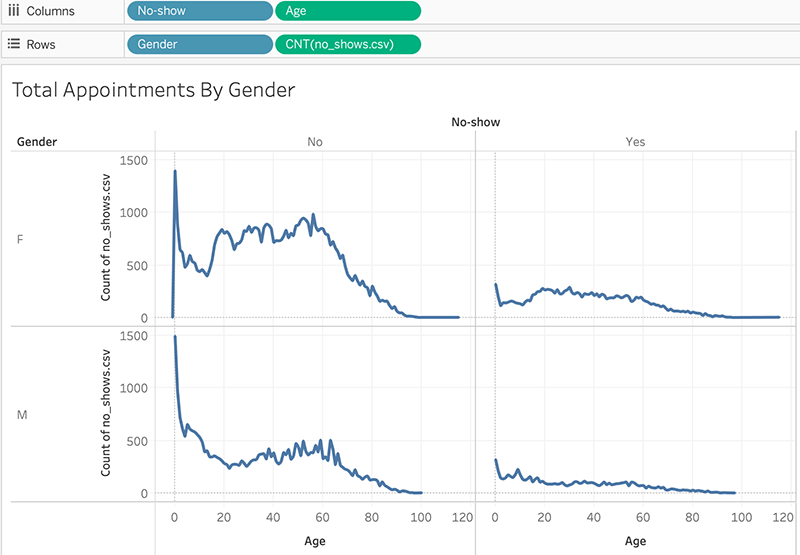 Columns No-show Age
Rows Gender CNT(no_shows.csv)
Total Appointments By Gender
No-show
Gender No Yes
F
Count of no_shows.csv
1500
1000
500
0
M
Count of no_shows.csv
1500
1000
500
0
0 20 40 60 80 100 120 0 20 40 60 80 100 120
Age Age